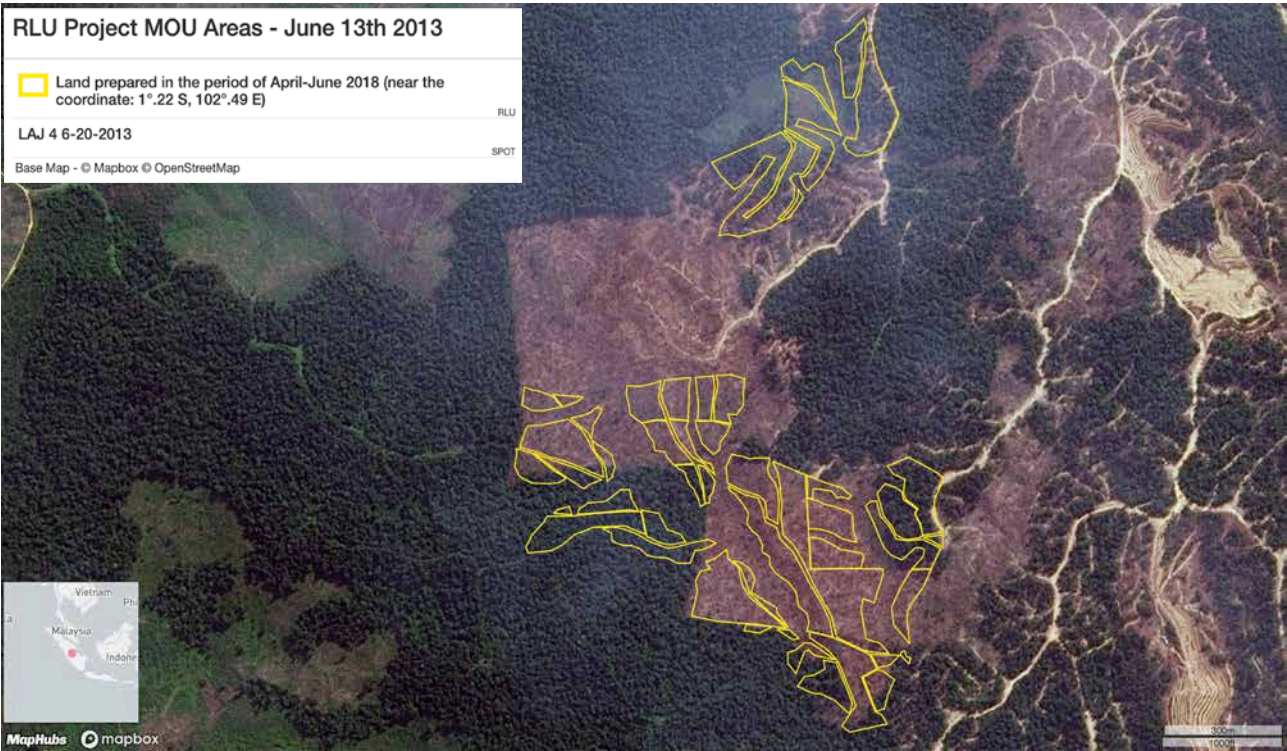 RLU Project MOU Areas - June 13th 2013
Land prepared in the period of April-June 2018 (near the
coordinate: 1°.22 S, 102°.49 E)
RLU
LAJ 4 6-20-2013
SPOT
Base Map - © Mapbox © OpenStreetMap
Vietnam
Phi
a
Malaysia
Indone
MapHubs
mapbox
300m
1000ft